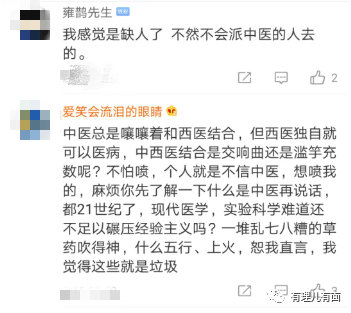 雍鹊先生
我感觉是缺人了 不然不会派中医的人去
的。
2
爱笑会流泪的眼睛
中医总是嚷嚷着和西医结合，但西医独自就
可以医病，中西医结合是交响曲还是滥竽充
数呢？不怕喷，个人就是不信中医，想喷我
的，麻烦你先了解一下什么是中医再说话，
都21世纪了，现代医学，实验科学难道还
不足以碾压经验主义吗？一堆乱七八糟的草
药吹得神，什么五行、上火，恕我直言，我
觉得这些就是垃圾
3
有理儿有面